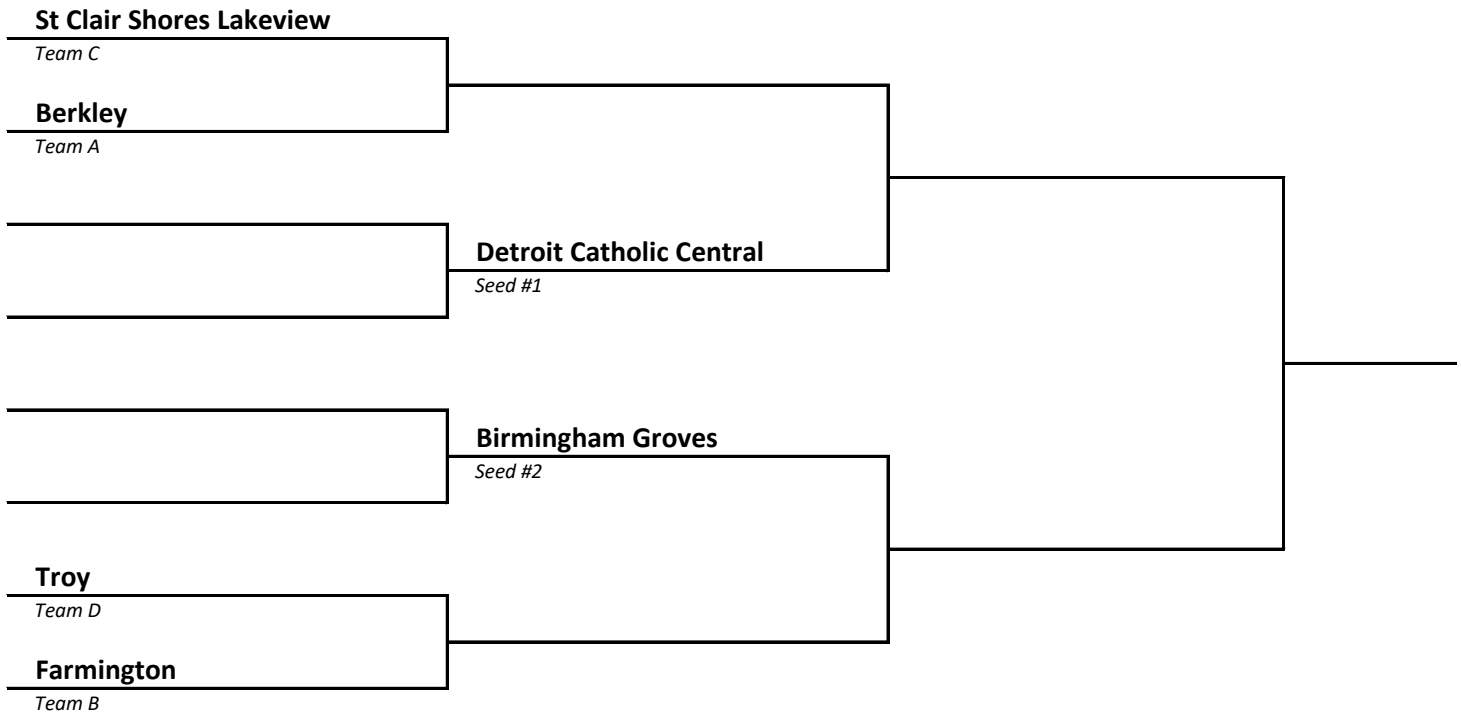 St Clair Shores Lakeview
Team C
Berkley
Team A
Detroit Catholic Central
Seed #1
Birmingham Groves
Seed #2
Troy
Team D
Farmington
Team B